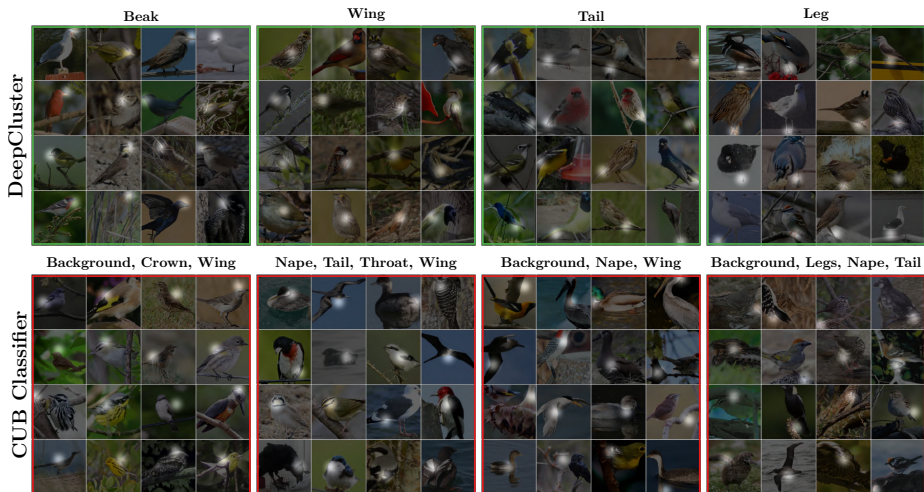 Beak
Wing
Tail
Leg
DeepCluster
Background, Crown, Wing
Nape, Tail, Throat, Wing
Background, Nape, Wing
Background, Legs, Nape, Tail
CUB Classifier